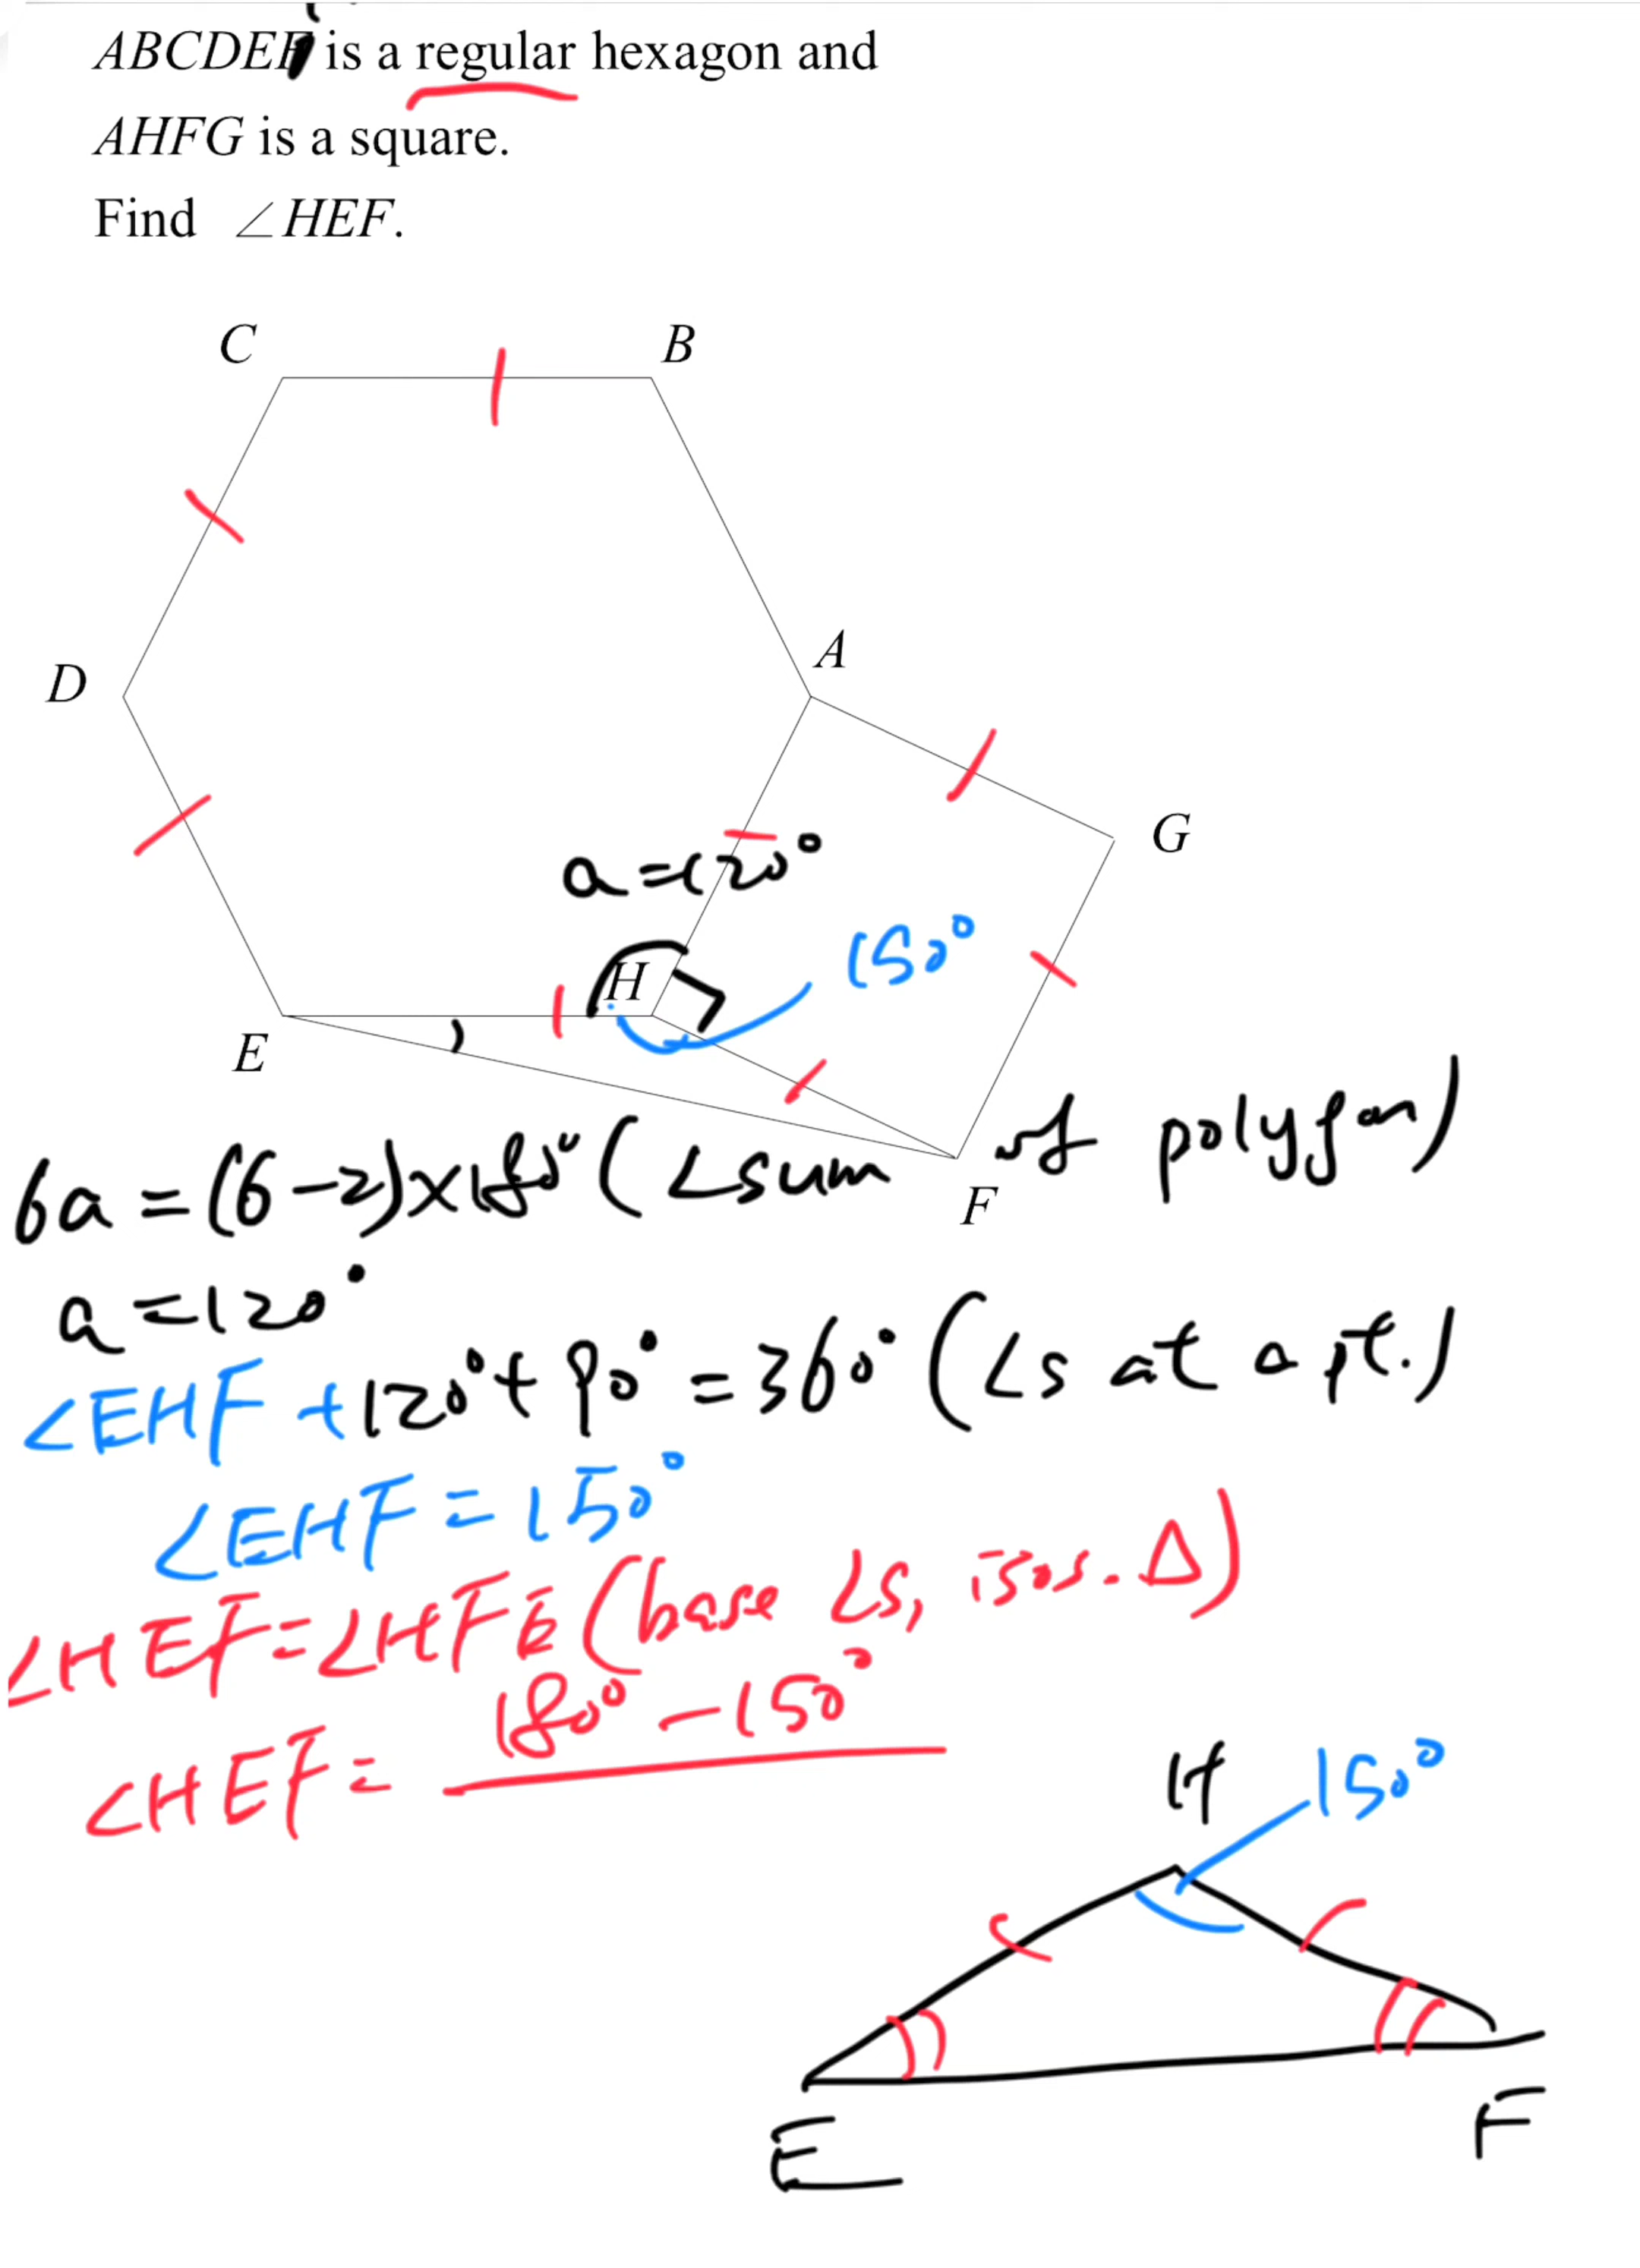 ABCDEF is a regular hexagon and
AHFG is a square.
Find ∠HEF.
C
B
A
D
G
a=120°
150°
H
E
F
6a=(6-2)×180°(∠sum of polygon)
a=120°
∠EHF+120°+90°=360°(∠s at a pt.)
∠EHF=150°
∠HEF=∠HFE(base ∠s, isos.Δ)
180°-150°
∠HEF=
H
150°
E
F